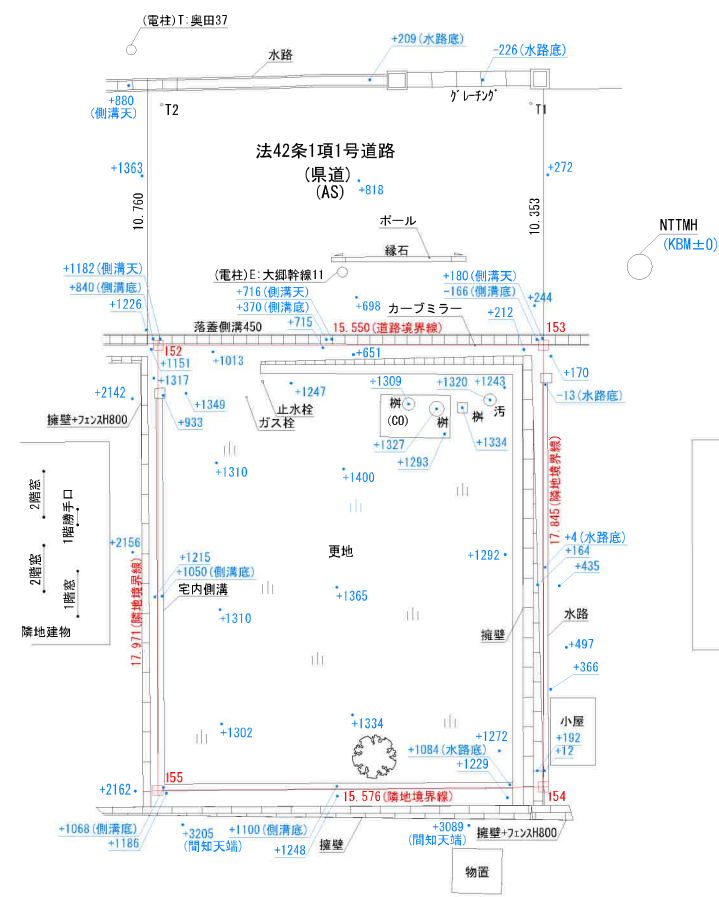 (電柱)T:奥田37
+209(水路底)
-226(水路底)
水路
+880
(側溝天)
T2
グレーチング
T1
法42条1項1号道路
(県道)
(AS)
+1363
+818
+272
10.760
10.353
ポール
縁石
NTTMH
(KBM±0)
(電柱)E:大郷幹線11
+1182(側溝天)
+840(側溝底)
+1226
+716(側溝天)
+370(側溝底)
+715
+698
カーブミラー
+180(側溝天)
-166(側溝底)
+244
+212
落蓋側溝450
15.550(道路境界線)
153
152
+1151
+1013
+651
+170
+1317
+2142
+1349
+933
+1247
+1309
+1320
+1243
-13(水路底)
擁壁+フェンスH800
ガス栓
止水栓
桝
(CO)
桝
桝
汚
+1327
+1334
+1293
+1310
+1400
17.845(隣地境界線)
2階窓
1階勝手口
2階窓
1階窓
隣地建物
+2156
17.971(隣地境界線)
+1215
+1050(側溝底)
宅内側溝
更地
+1292
+4(水路底)
+164
+435
+1365
+1310
擁壁
水路
+497
+366
+1302
+1334
小屋
+1272
+1084(水路底)
+1229
+192
+12
155
+2162
15.576(隣地境界線)
154
+1068(側溝底)
+1186
+3205
(間知天端)
+1100(側溝底)
+1248
擁壁
+3089
(間知天端)
擁壁+フェンスH800
物置